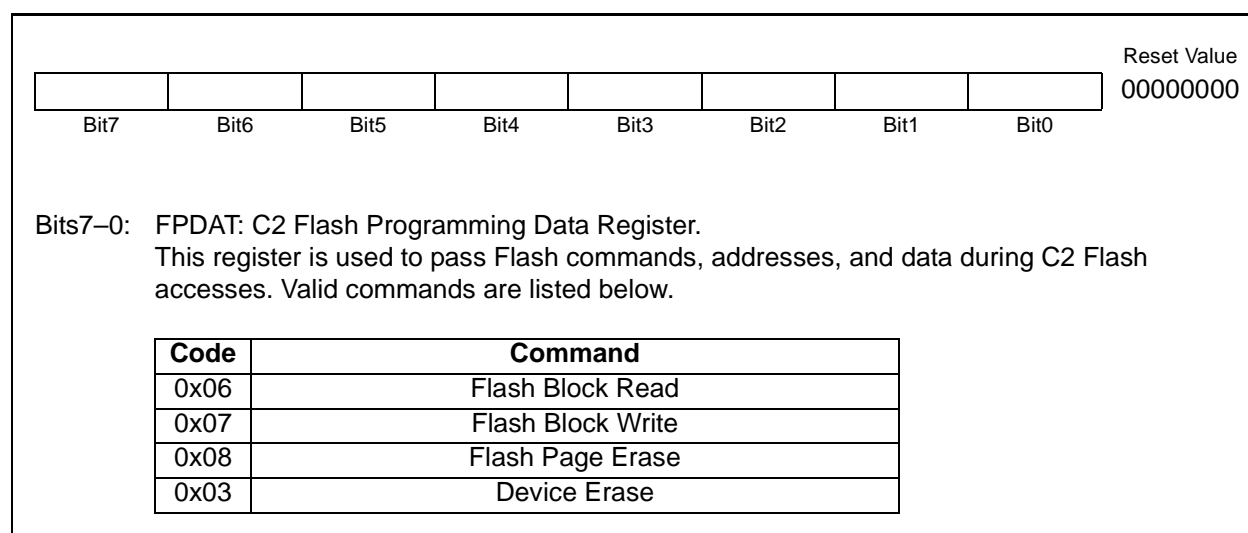 Reset Value
00000000
Bit7 Bit6 Bit5 Bit4 Bit3 Bit2 Bit1 Bit0
Bits7–0: FPDAT: C2 Flash Programming Data Register.
This register is used to pass Flash commands, addresses, and data during C2 Flash
accesses. Valid commands are listed below.
Code Command
0x06 Flash Block Read
0x07 Flash Block Write
0x08 Flash Page Erase
0x03 Device Erase